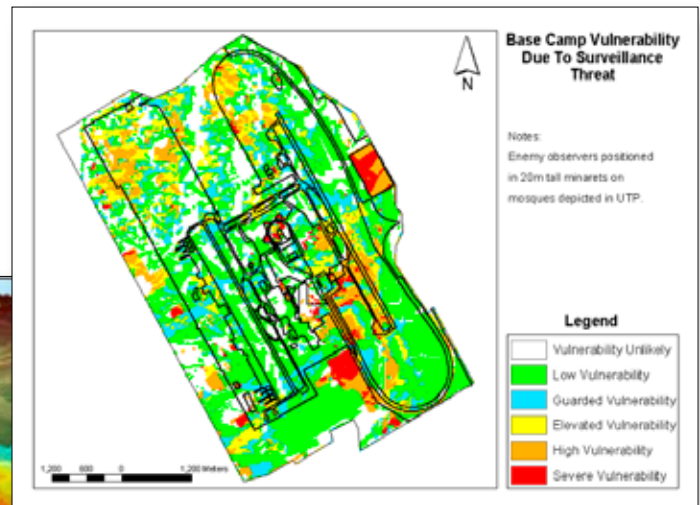 Base Camp Vulnerability
Due To Surveillance
Threat
N
Notes:
Enemy observers positioned
in 20m tall minarets on
mosques depicted in UTP.
Legend
Vulnerability Unlikely
Low Vulnerability
Guarded Vulnerability
Elevated Vulnerability
High Vulnerability
Severe Vulnerability
1,200 600 0 1,200 Meters